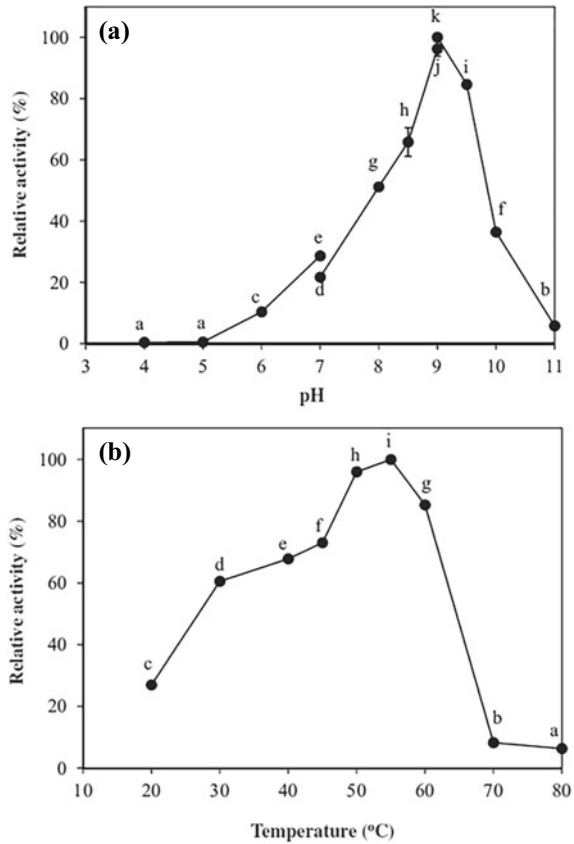 (a)
Relative activity (%)
100
80
60
40
20
0
a
a
c
e
d
g
h
k
j
i
f
b
3 4 5 6 7 8 9 10 11
pH
(b)
Relative activity (%)
100
80
60
40
20
0
c
d
e
f
h
i
g
b
a
10 20 30 40 50 60 70 80
Temperature (°C)